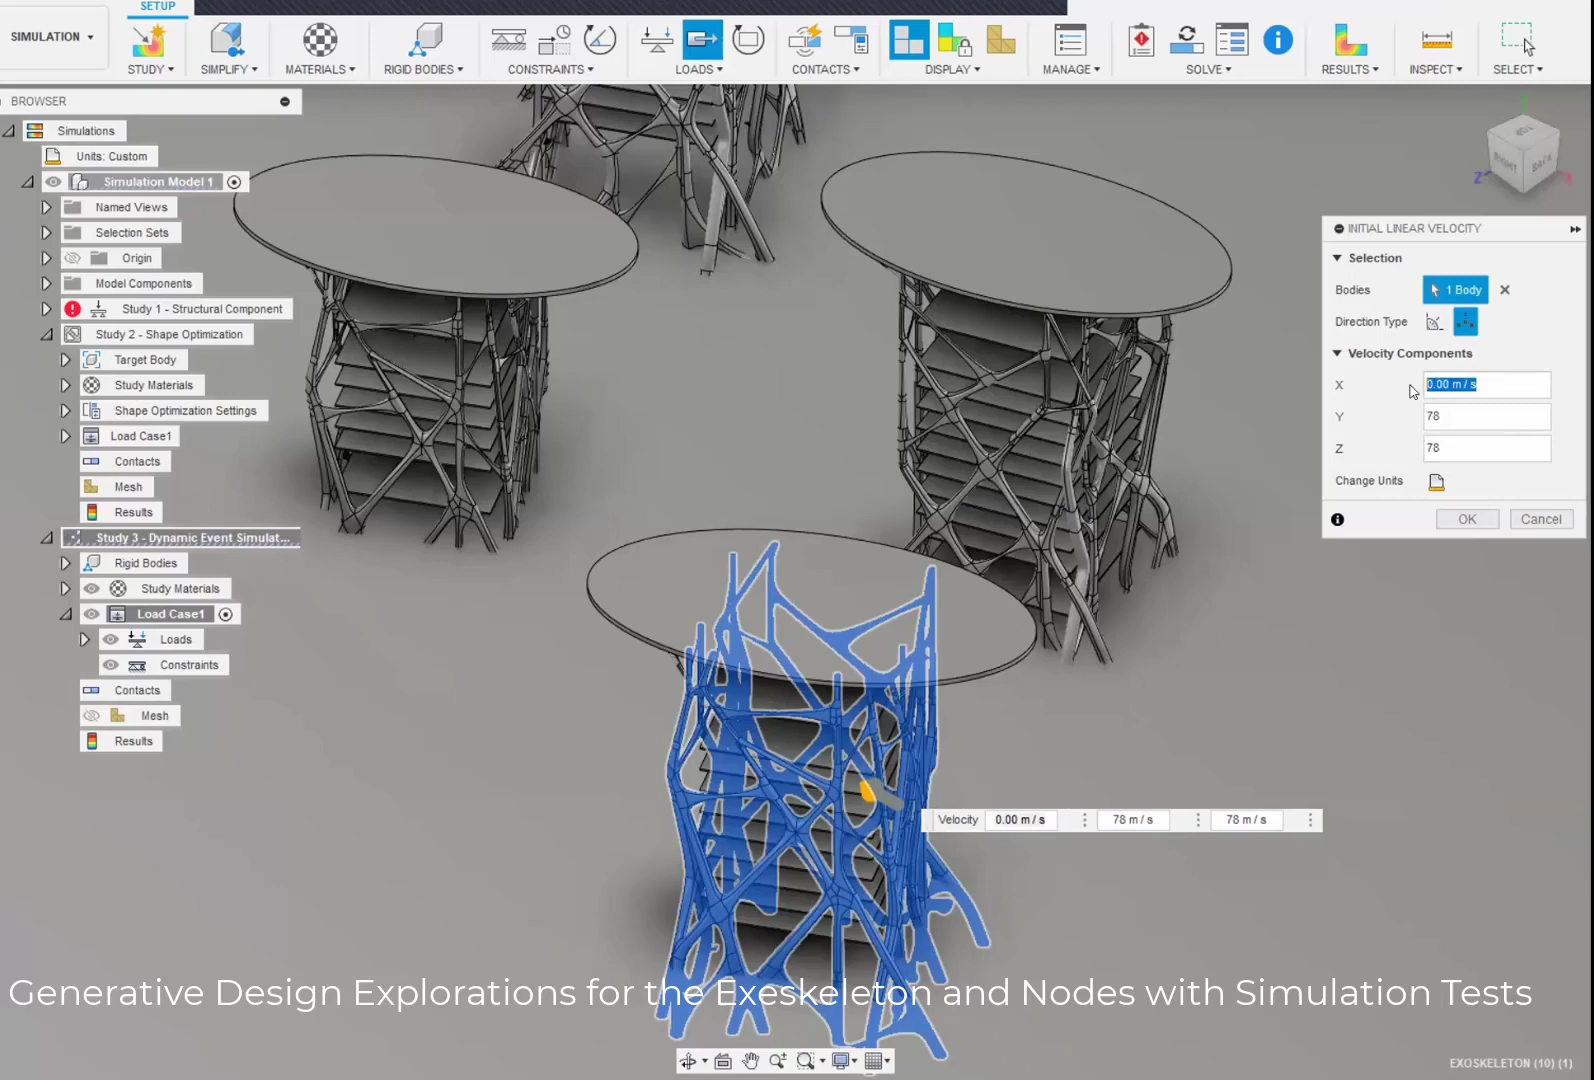 SETUP
SIMULATION
STUDY
SIMPLIFY
MATERIALS
RIGID BODIES
CONSTRAINTS
LOADS
CONTACTS
DISPLAY
MANAGE
SOLVE
RESULTS
INSPECT
SELECT
BROWSER
Simulations
Units: Custom
Simulation Model 1
Named Views
Selection Sets
Origin
Model Components
Study 1 - Structural Component
Study 2 - Shape Optimization
Target Body
Study Materials
Shape Optimization Settings
Load Case1
Contacts
Mesh
Results
Study 3 - Dynamic Event Simulat...
Rigid Bodies
Study Materials
Load Case1
Loads
Constraints
Contacts
Mesh
Results
BACK
INITIAL LINEAR VELOCITY
Selection
Bodies 1 Body
Direction Type
Velocity Components
X 0.00 m / s
Y 78
Z 78
Change Units
OK Cancel
Velocity 0.00 m / s 78 m / s 78 m / s
Generative Design Explorations for the Exeskeleton and Nodes with Simulation Tests
EXOSKELETON (10) (1)